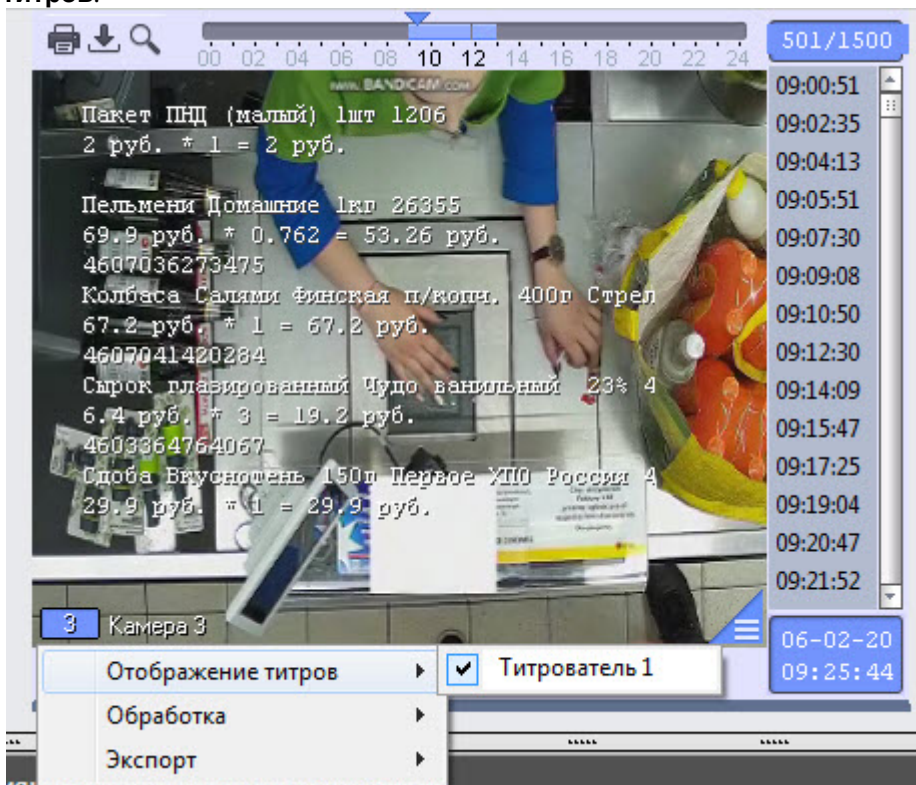 титров.
501/1500
00 02 04 06 08 10 12 14 16 18 20 22 24
www.BANDICAM.com
Пакет ПНД (малый) 1шт 1206
2 руб. * 1 = 2 руб.
Пельмени Домашние 1кг 26355
69.9 руб. * 0.762 = 53.26 руб.
4607036273475
Колбаса Салями Финская п/копч. 400г Стрел
67.2 руб. * 1 = 67.2 руб.
4607041420284
Сырок глазированный Чудо ванильный 23% 4
6.4 руб. * 3 = 19.2 руб.
4603364764067
Сдоба Вкуснотень 150г Первое ХПО Россия 4
29.9 руб. * 1 = 29.9 руб.
09:00:51
09:02:35
09:04:13
09:05:51
09:07:30
09:09:08
09:10:50
09:12:30
09:14:09
09:15:47
09:17:25
09:19:04
09:20:47
09:21:52
3 Камера 3
06-02-20
09:25:44
Отображение титров
Титрователь 1
Обработка
Экспорт